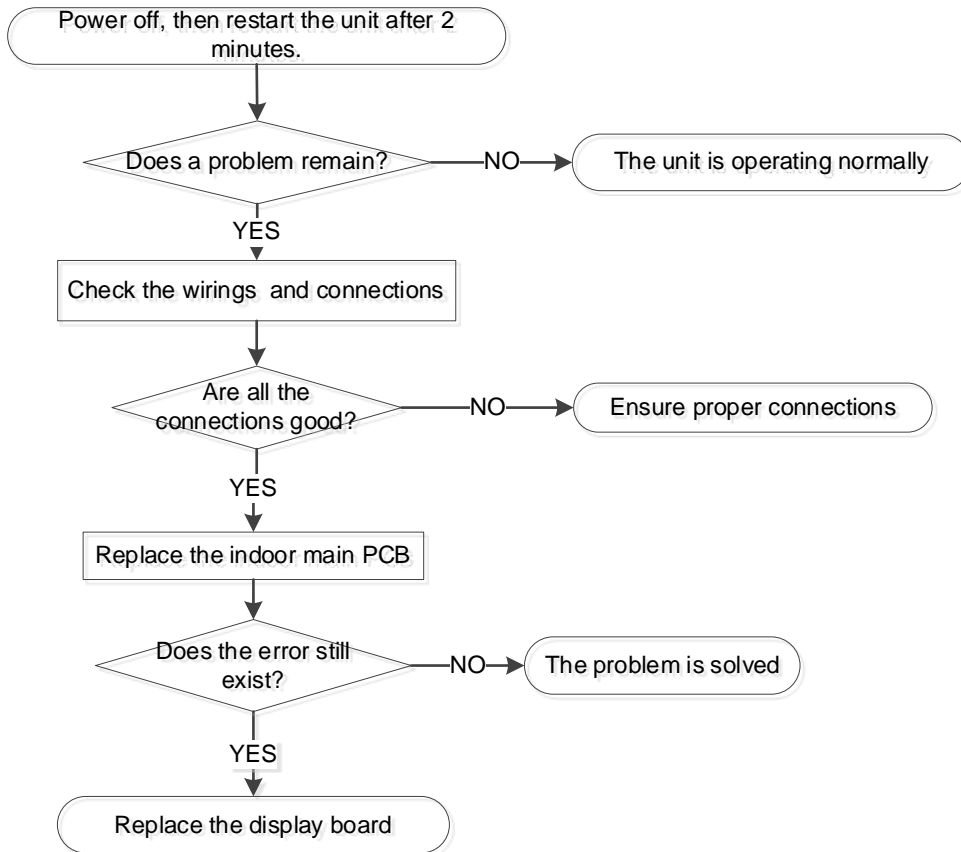 Power off, then restart the unit after 2
minutes.
Does a problem remain?
NO
The unit is operating normally
YES
Check the wirings  and connections
Are all the
connections good?
NO
Ensure proper connections
YES
Replace the indoor main PCB
Does the error still
exist?
NO
The problem is solved
YES
Replace the display board